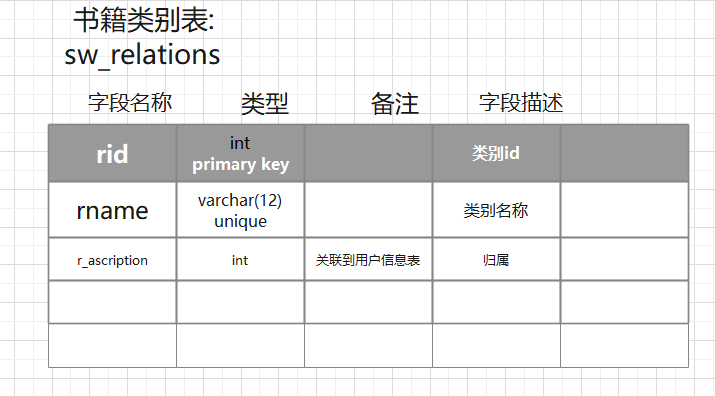 书籍类别表:
sw_relations
字段名称 类型 备注 字段描述
rid int primary key 类别id
rname varchar(12) unique 类别名称
r_ascription int 关联到用户信息表 归属